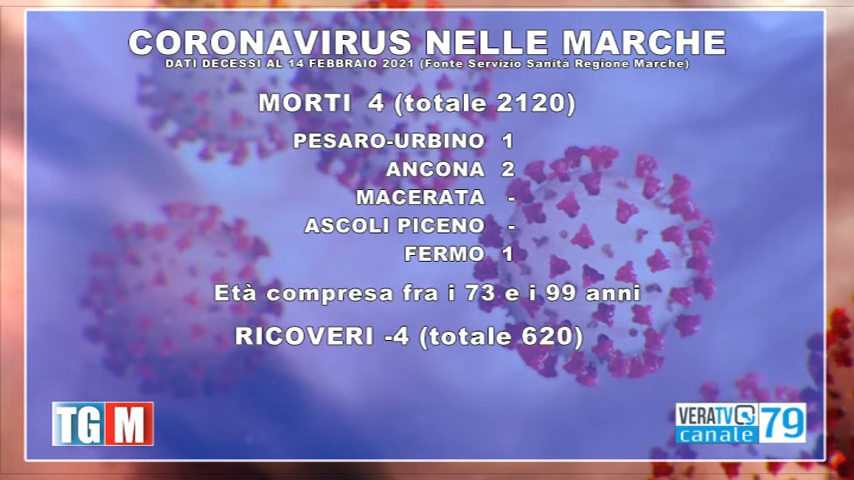 CORONAVIRUS NELLE MARCHE
DATI DECESSI AL 14 FEBBRAIO 2021 (Fonte Servizio Sanità Regione Marche)
MORTI 4 (totale 2120)
PESARO-URBINO 1
ANCONA 2
MACERATA -
ASCOLI PICENO -
FERMO 1
Età compresa fra i 73 e i 99 anni
RICOVERI -4 (totale 620)
TGM
VERATV
canale 79